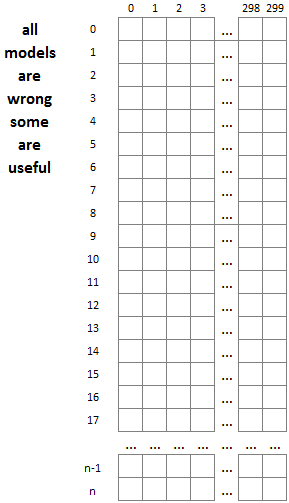 0 1 2 3 ... 298 299
all 0 ...
models 1 ...
are 2 ...
wrong 3 ...
some 4 ...
are 5 ...
useful 6 ...
7 ...
8 ...
9 ...
10 ...
11 ...
12 ...
13 ...
14 ...
15 ...
16 ...
17 ...
... ... ... ... ... ... ...
n-1 ...
n ...